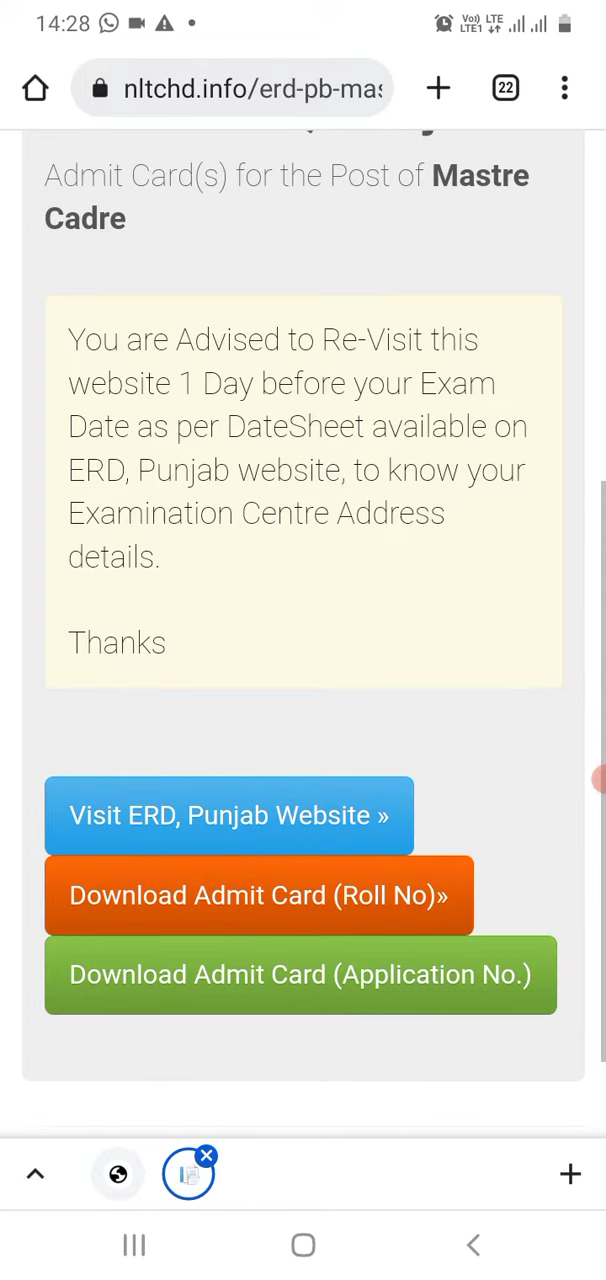 14:28
Vo)) LTE
LTE1
nltchd.info/erd-pb-mas
22
Admit Card(s) for the Post of Mastre
Cadre
You are Advised to Re-Visit this
website 1 Day before your Exam
Date as per DateSheet available on
ERD, Punjab website, to know your
Examination Centre Address
details.
Thanks
Visit ERD, Punjab Website »
Download Admit Card (Roll No)»
Download Admit Card (Application No.)